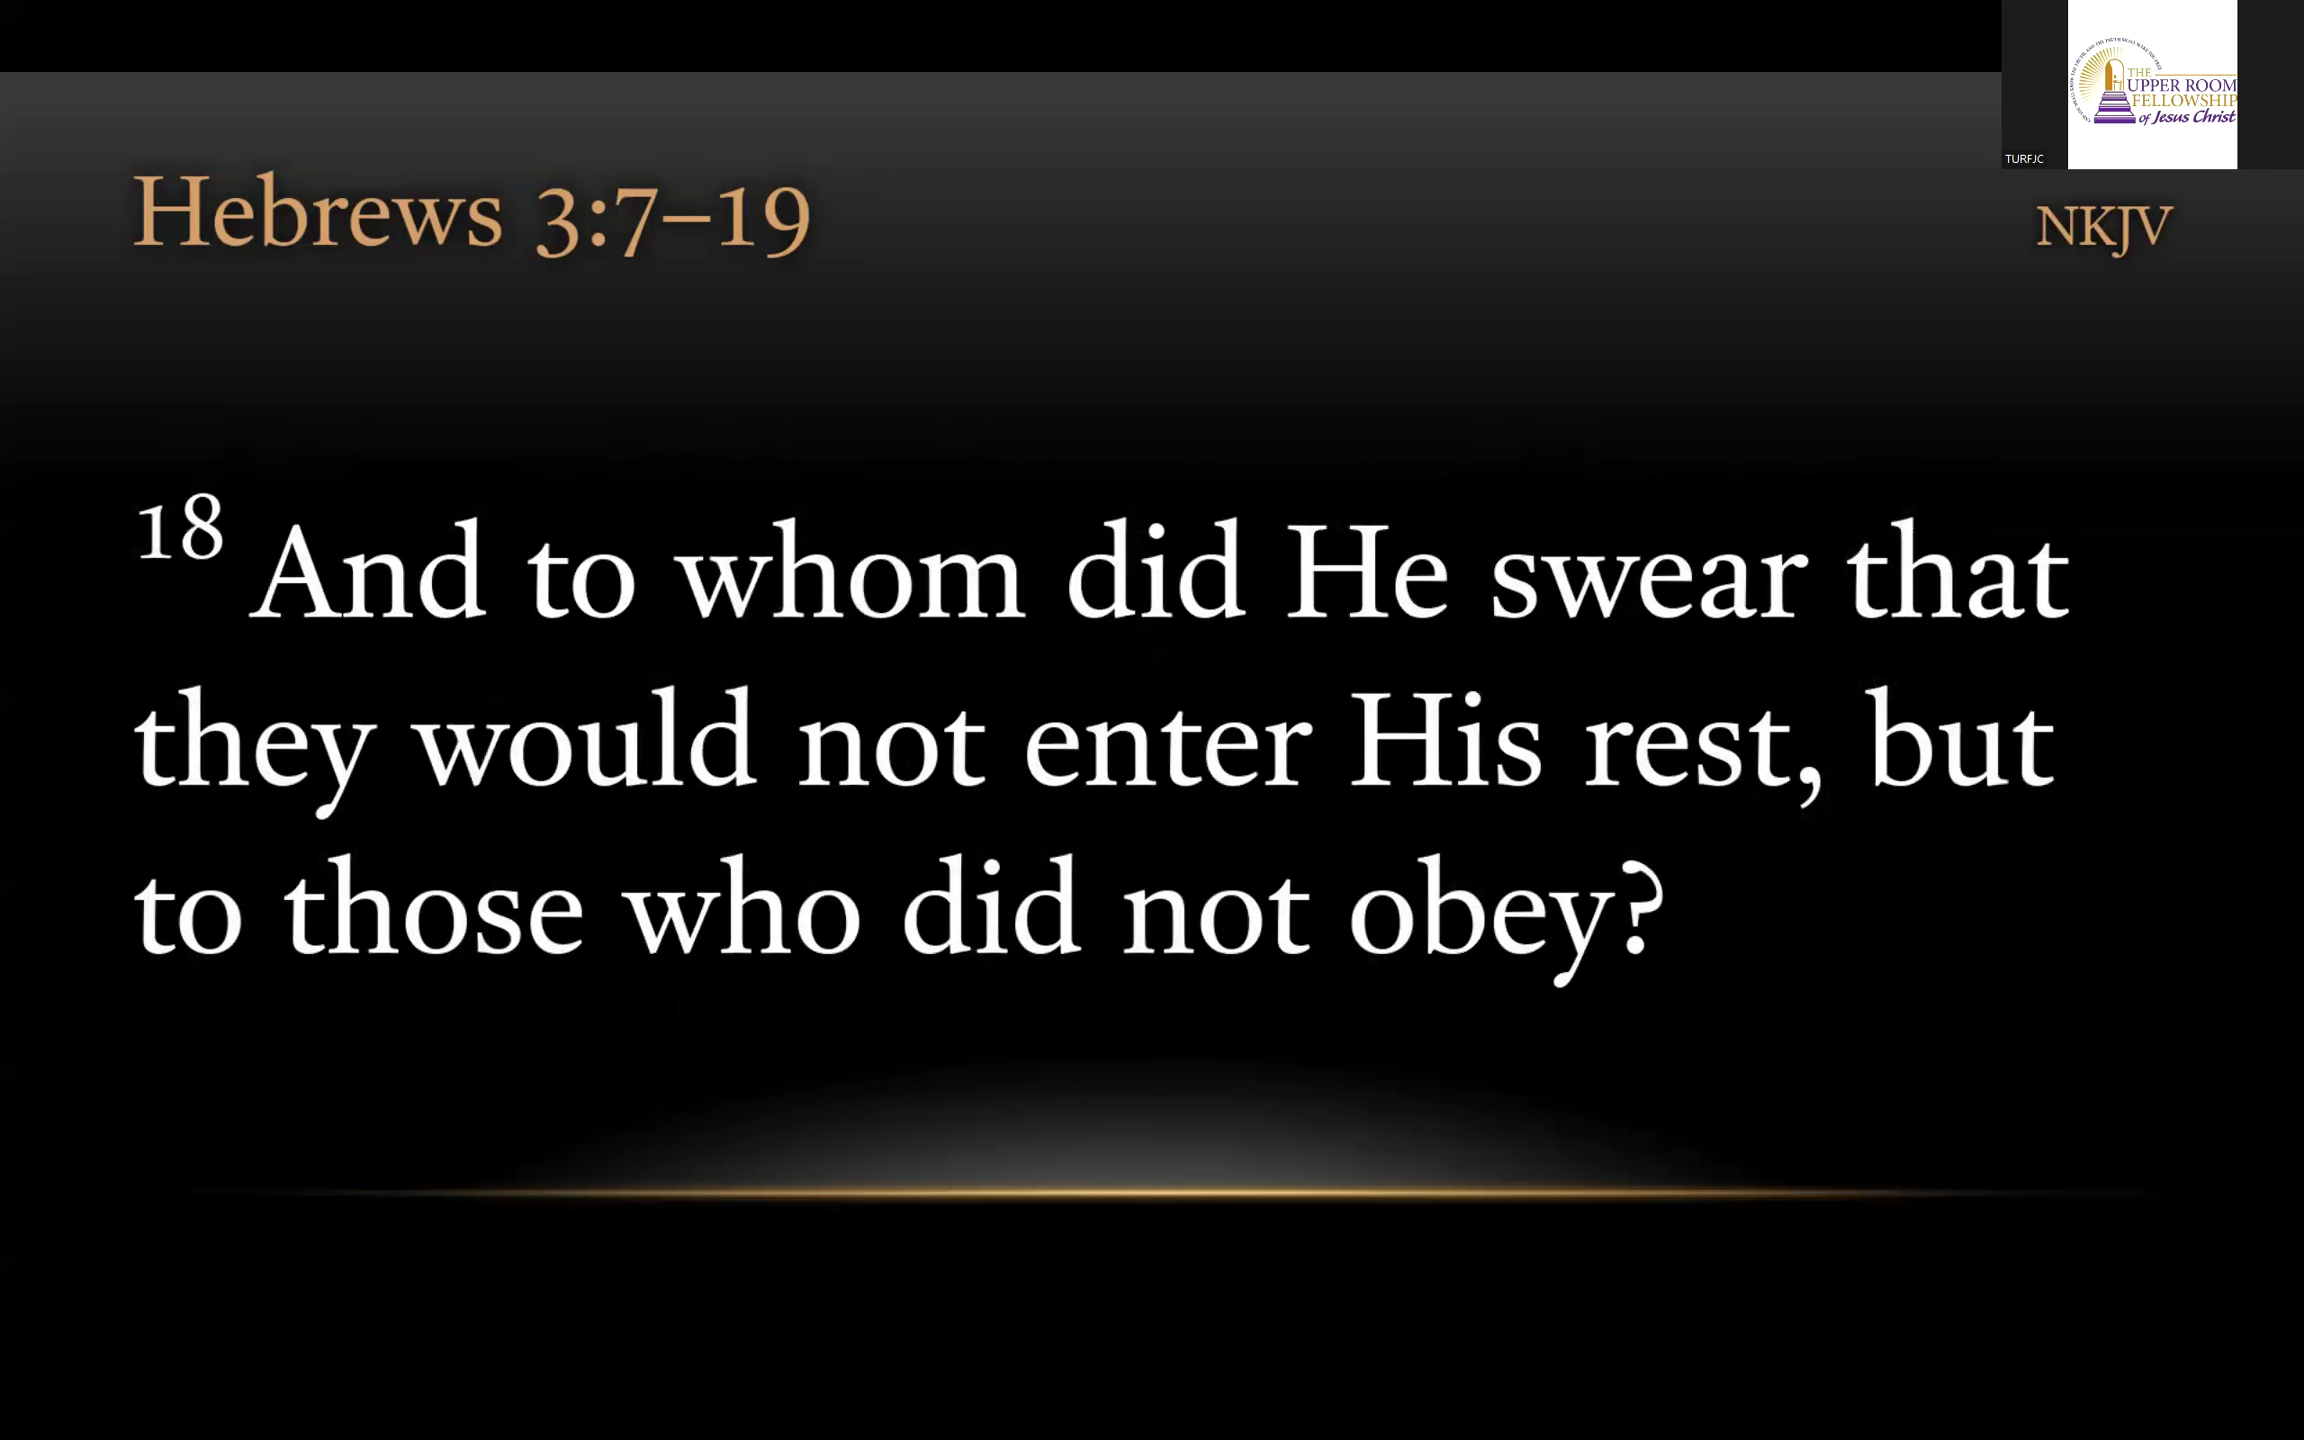 THE
UPPER ROOM
FELLOWSHIP
of Jesus Christ
TURFJC
Hebrews 3:7–19
NKJV
18 And to whom did He swear that
they would not enter His rest, but
to those who did not obey?